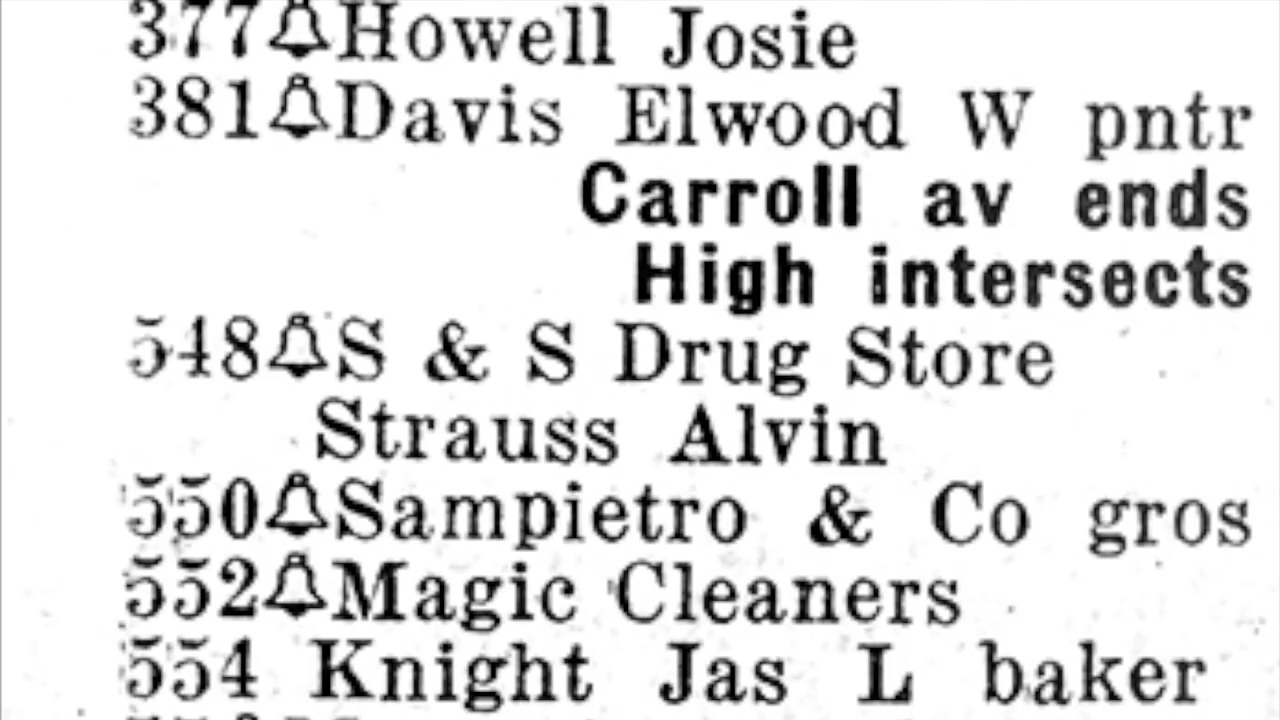 377🔔Howell Josie
381🔔Davis Elwood W pntr
Carroll av ends
High intersects
548🔔S & S Drug Store
Strauss Alvin
550🔔Sampietro & Co gros
552🔔Magic Cleaners
554 Knight Jas L baker